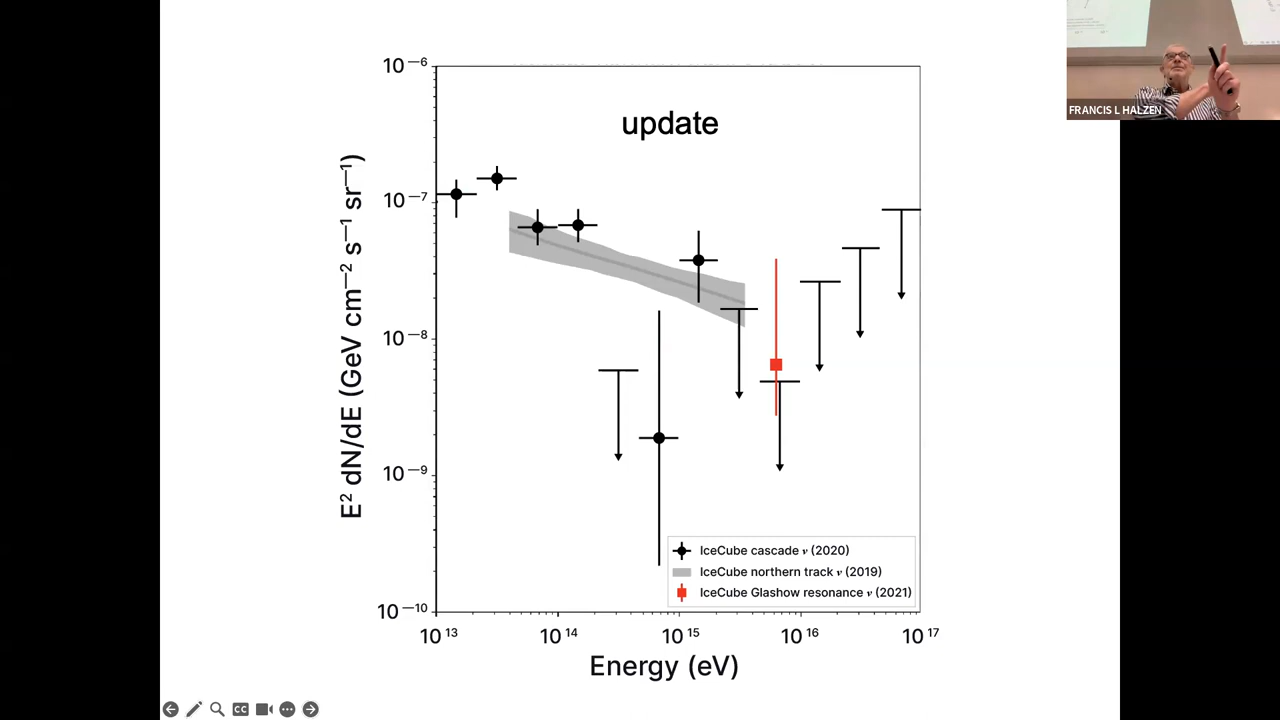 FRANCIS L HALZEN
update
E² dN/dE (GeV cm⁻² s⁻¹ sr⁻¹)
10⁻⁶
10⁻⁷
10⁻⁸
10⁻⁹
10⁻¹⁰
IceCube cascade ν (2020)
IceCube northern track ν (2019)
IceCube Glashow resonance ν (2021)
10¹³ 10¹⁴ 10¹⁵ 10¹⁶ 10¹⁷
Energy (eV)
CC